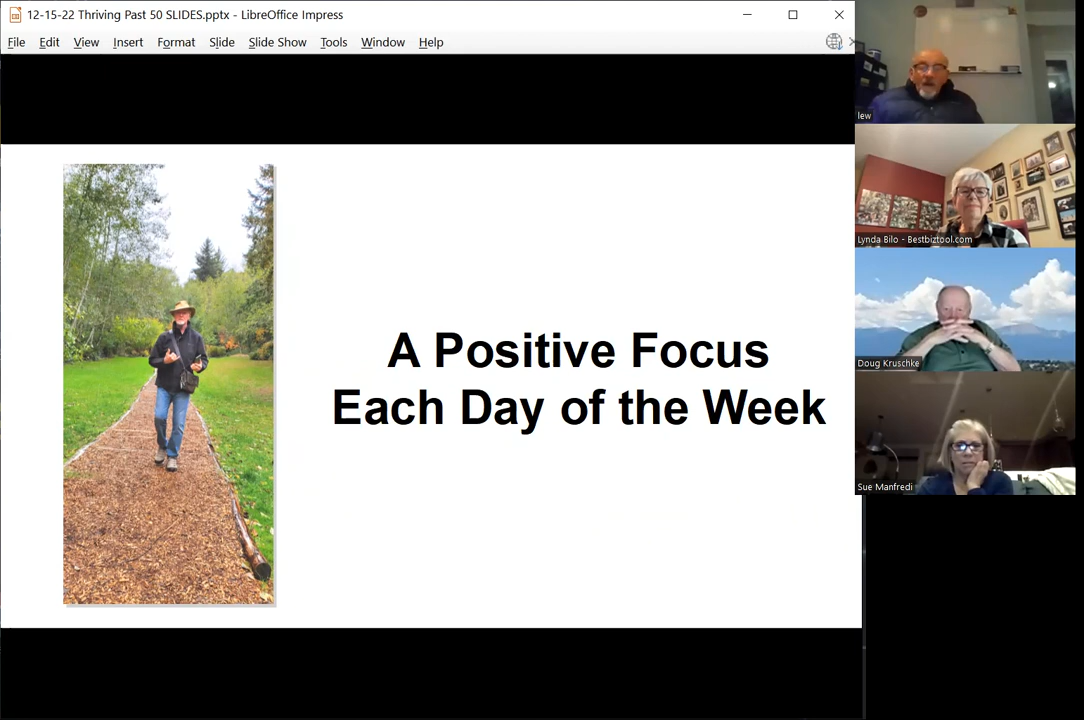 12-15-22 Thriving Past 50 SLIDES.pptx - LibreOffice Impress
File Edit View Insert Format Slide Slide Show Tools Window Help
A Positive Focus
Each Day of the Week
lew
Lynda Bilo - Bestbiztool.com
Doug Kruschke
Sue Manfredi